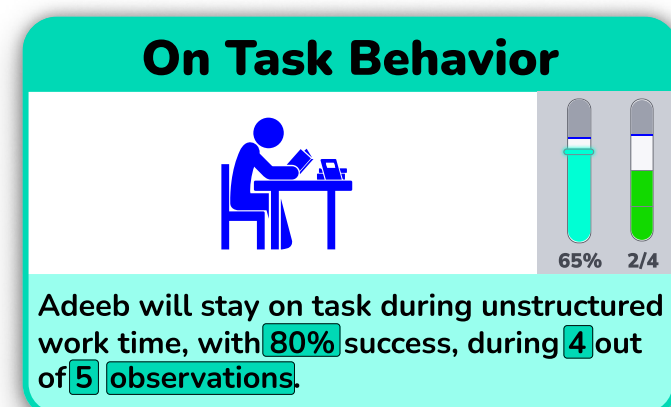 On Task Behavior
65% 2/4
Adeeb will stay on task during unstructured
work time, with 80% success, during 4 out
of 5 observations.